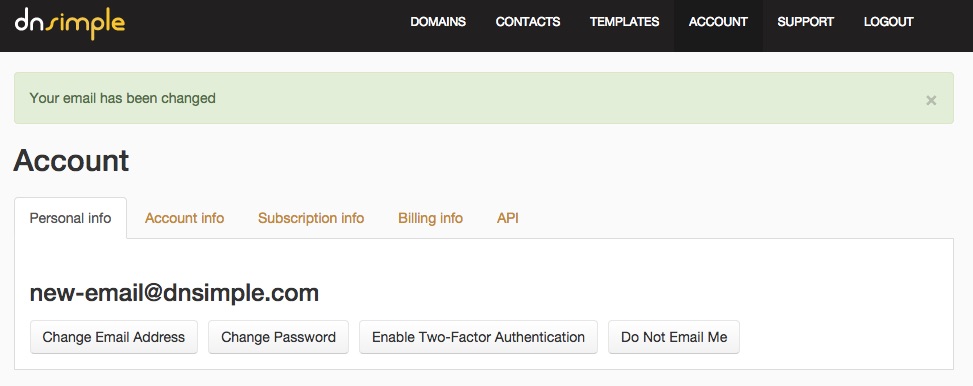 dnsimple DOMAINS CONTACTS TEMPLATES ACCOUNT SUPPORT LOGOUT
Your email has been changed ×
Account
Personal info Account info Subscription info Billing info API
new-email@dnsimple.com
Change Email Address Change Password Enable Two-Factor Authentication Do Not Email Me